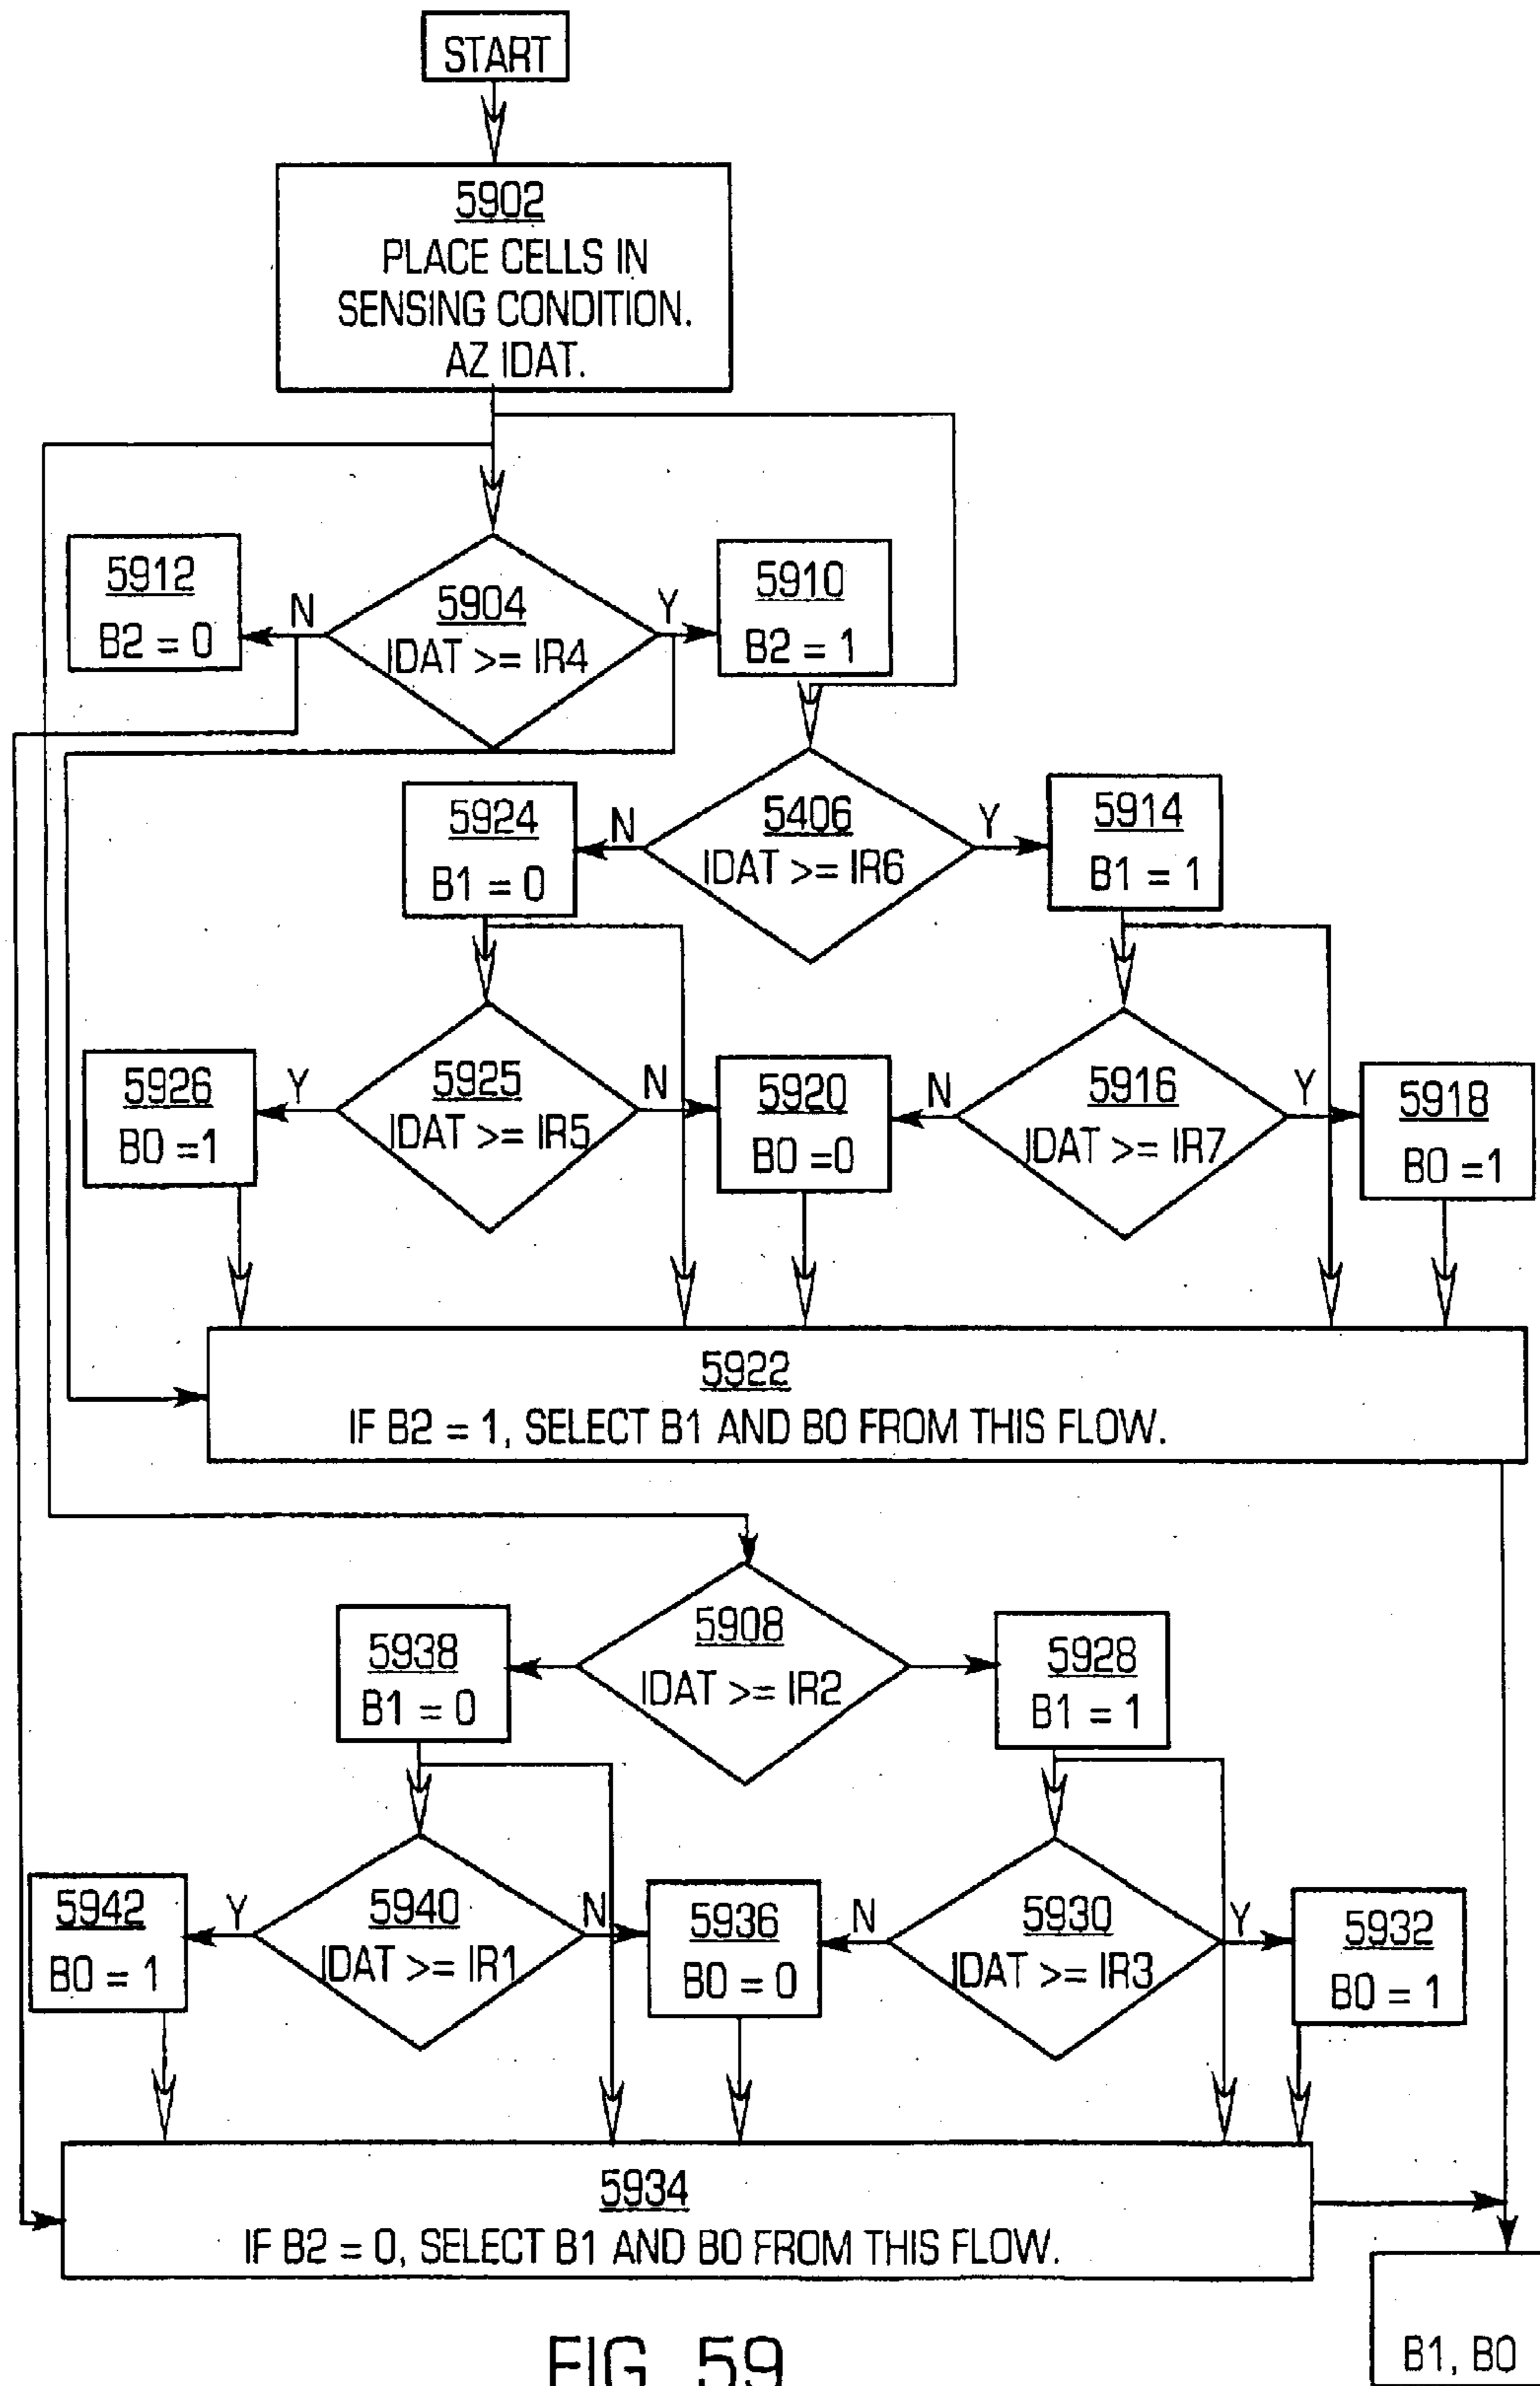 START
5902
PLACE CELLS IN
SENSING CONDITION.
AZ IDAT.
5912
B2 = 0
N
5904
IDAT >= IR4
Y
5910
B2 = 1
5924
B1 = 0
N
5406
IDAT >= IR6
Y
5914
B1 = 1
5926
B0 =1
Y
5925
IDAT >= IR5
N
5920
B0 =0
N
5916
IDAT >= IR7
Y
5918
B0 =1
5922
IF B2 = 1, SELECT B1 AND B0 FROM THIS FLOW.
5938
B1 = 0
5908
IDAT >= IR2
5928
B1 = 1
5942
B0 = 1
Y
5940
IDAT >= IR1
N
5936
B0 = 0
N
5930
IDAT >= IR3
Y
5932
B0 = 1
5934
IF B2 = 0, SELECT B1 AND B0 FROM THIS FLOW.
B1, B0
FIG. 59